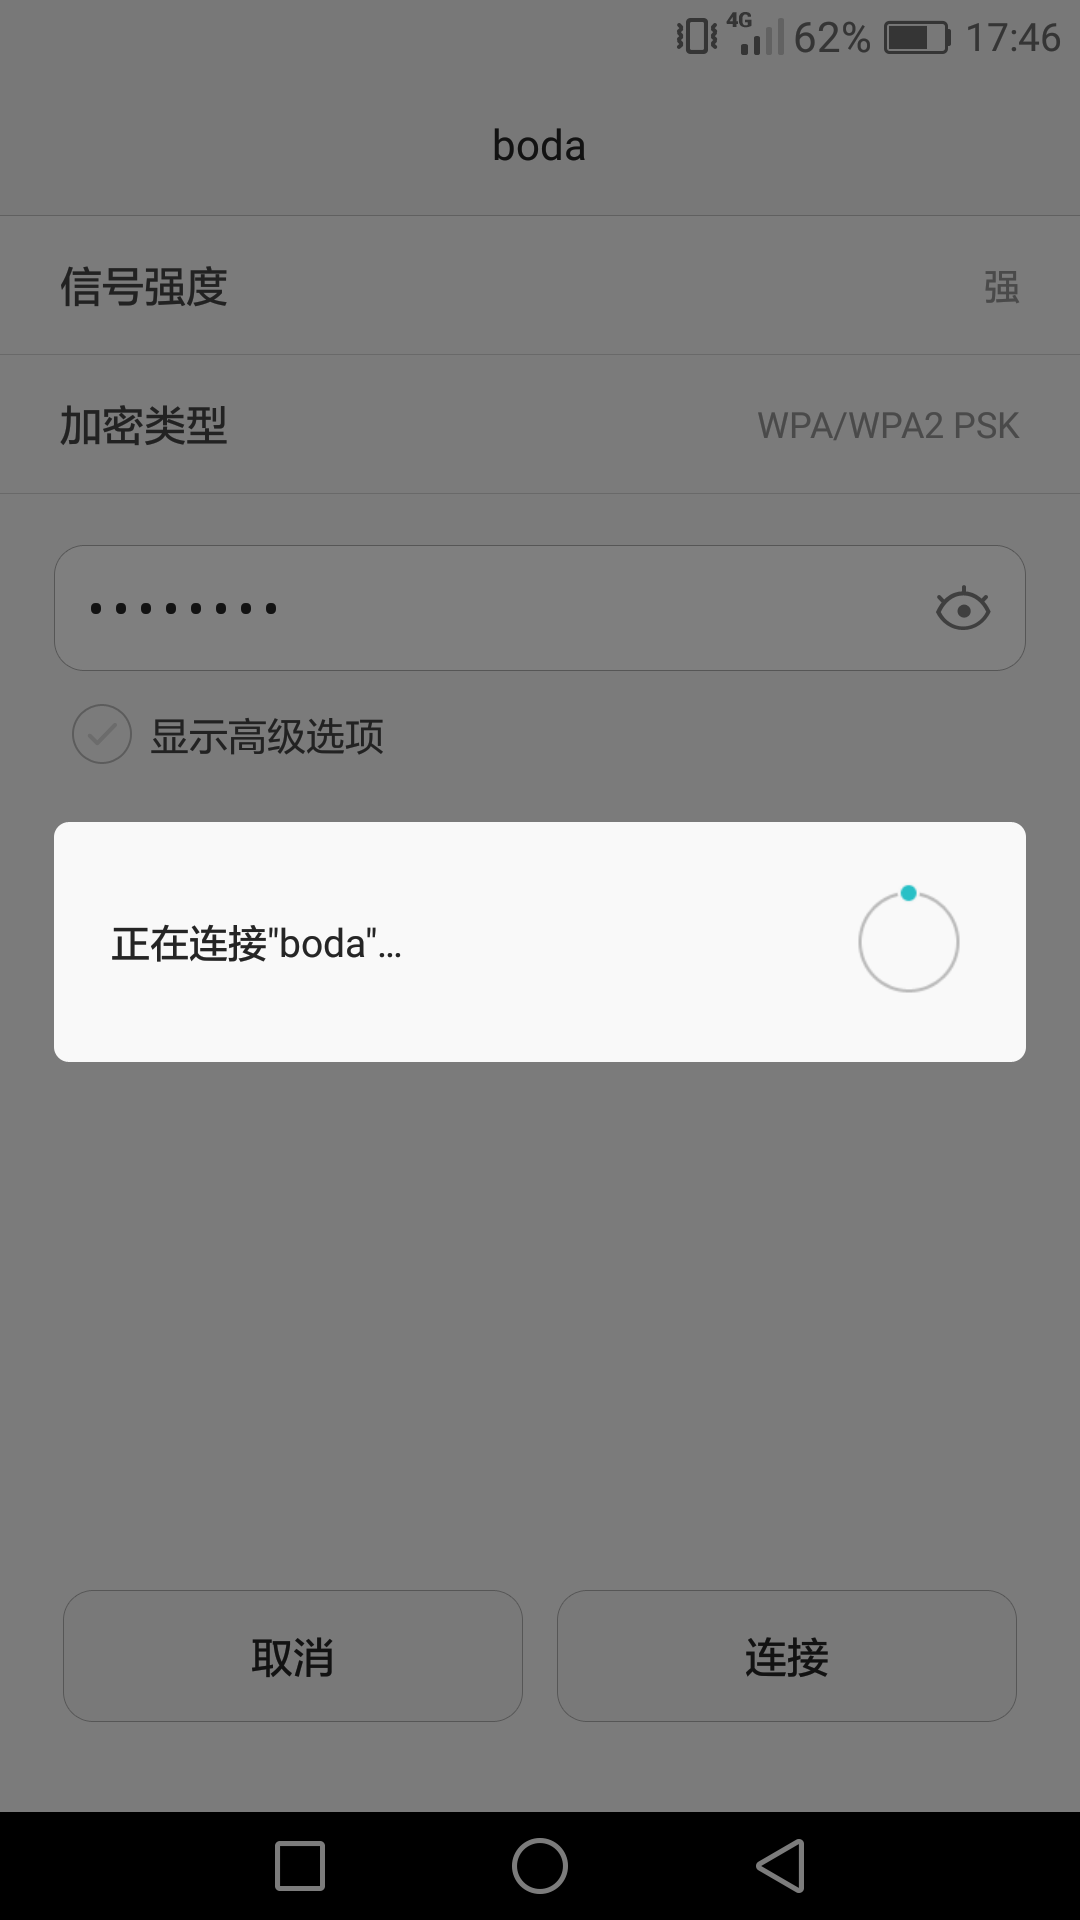 4G 62% 17:46
boda
信号强度 强
加密类型 WPA/WPA2 PSK
••••••••
显示高级选项
正在连接"boda"...
取消 连接